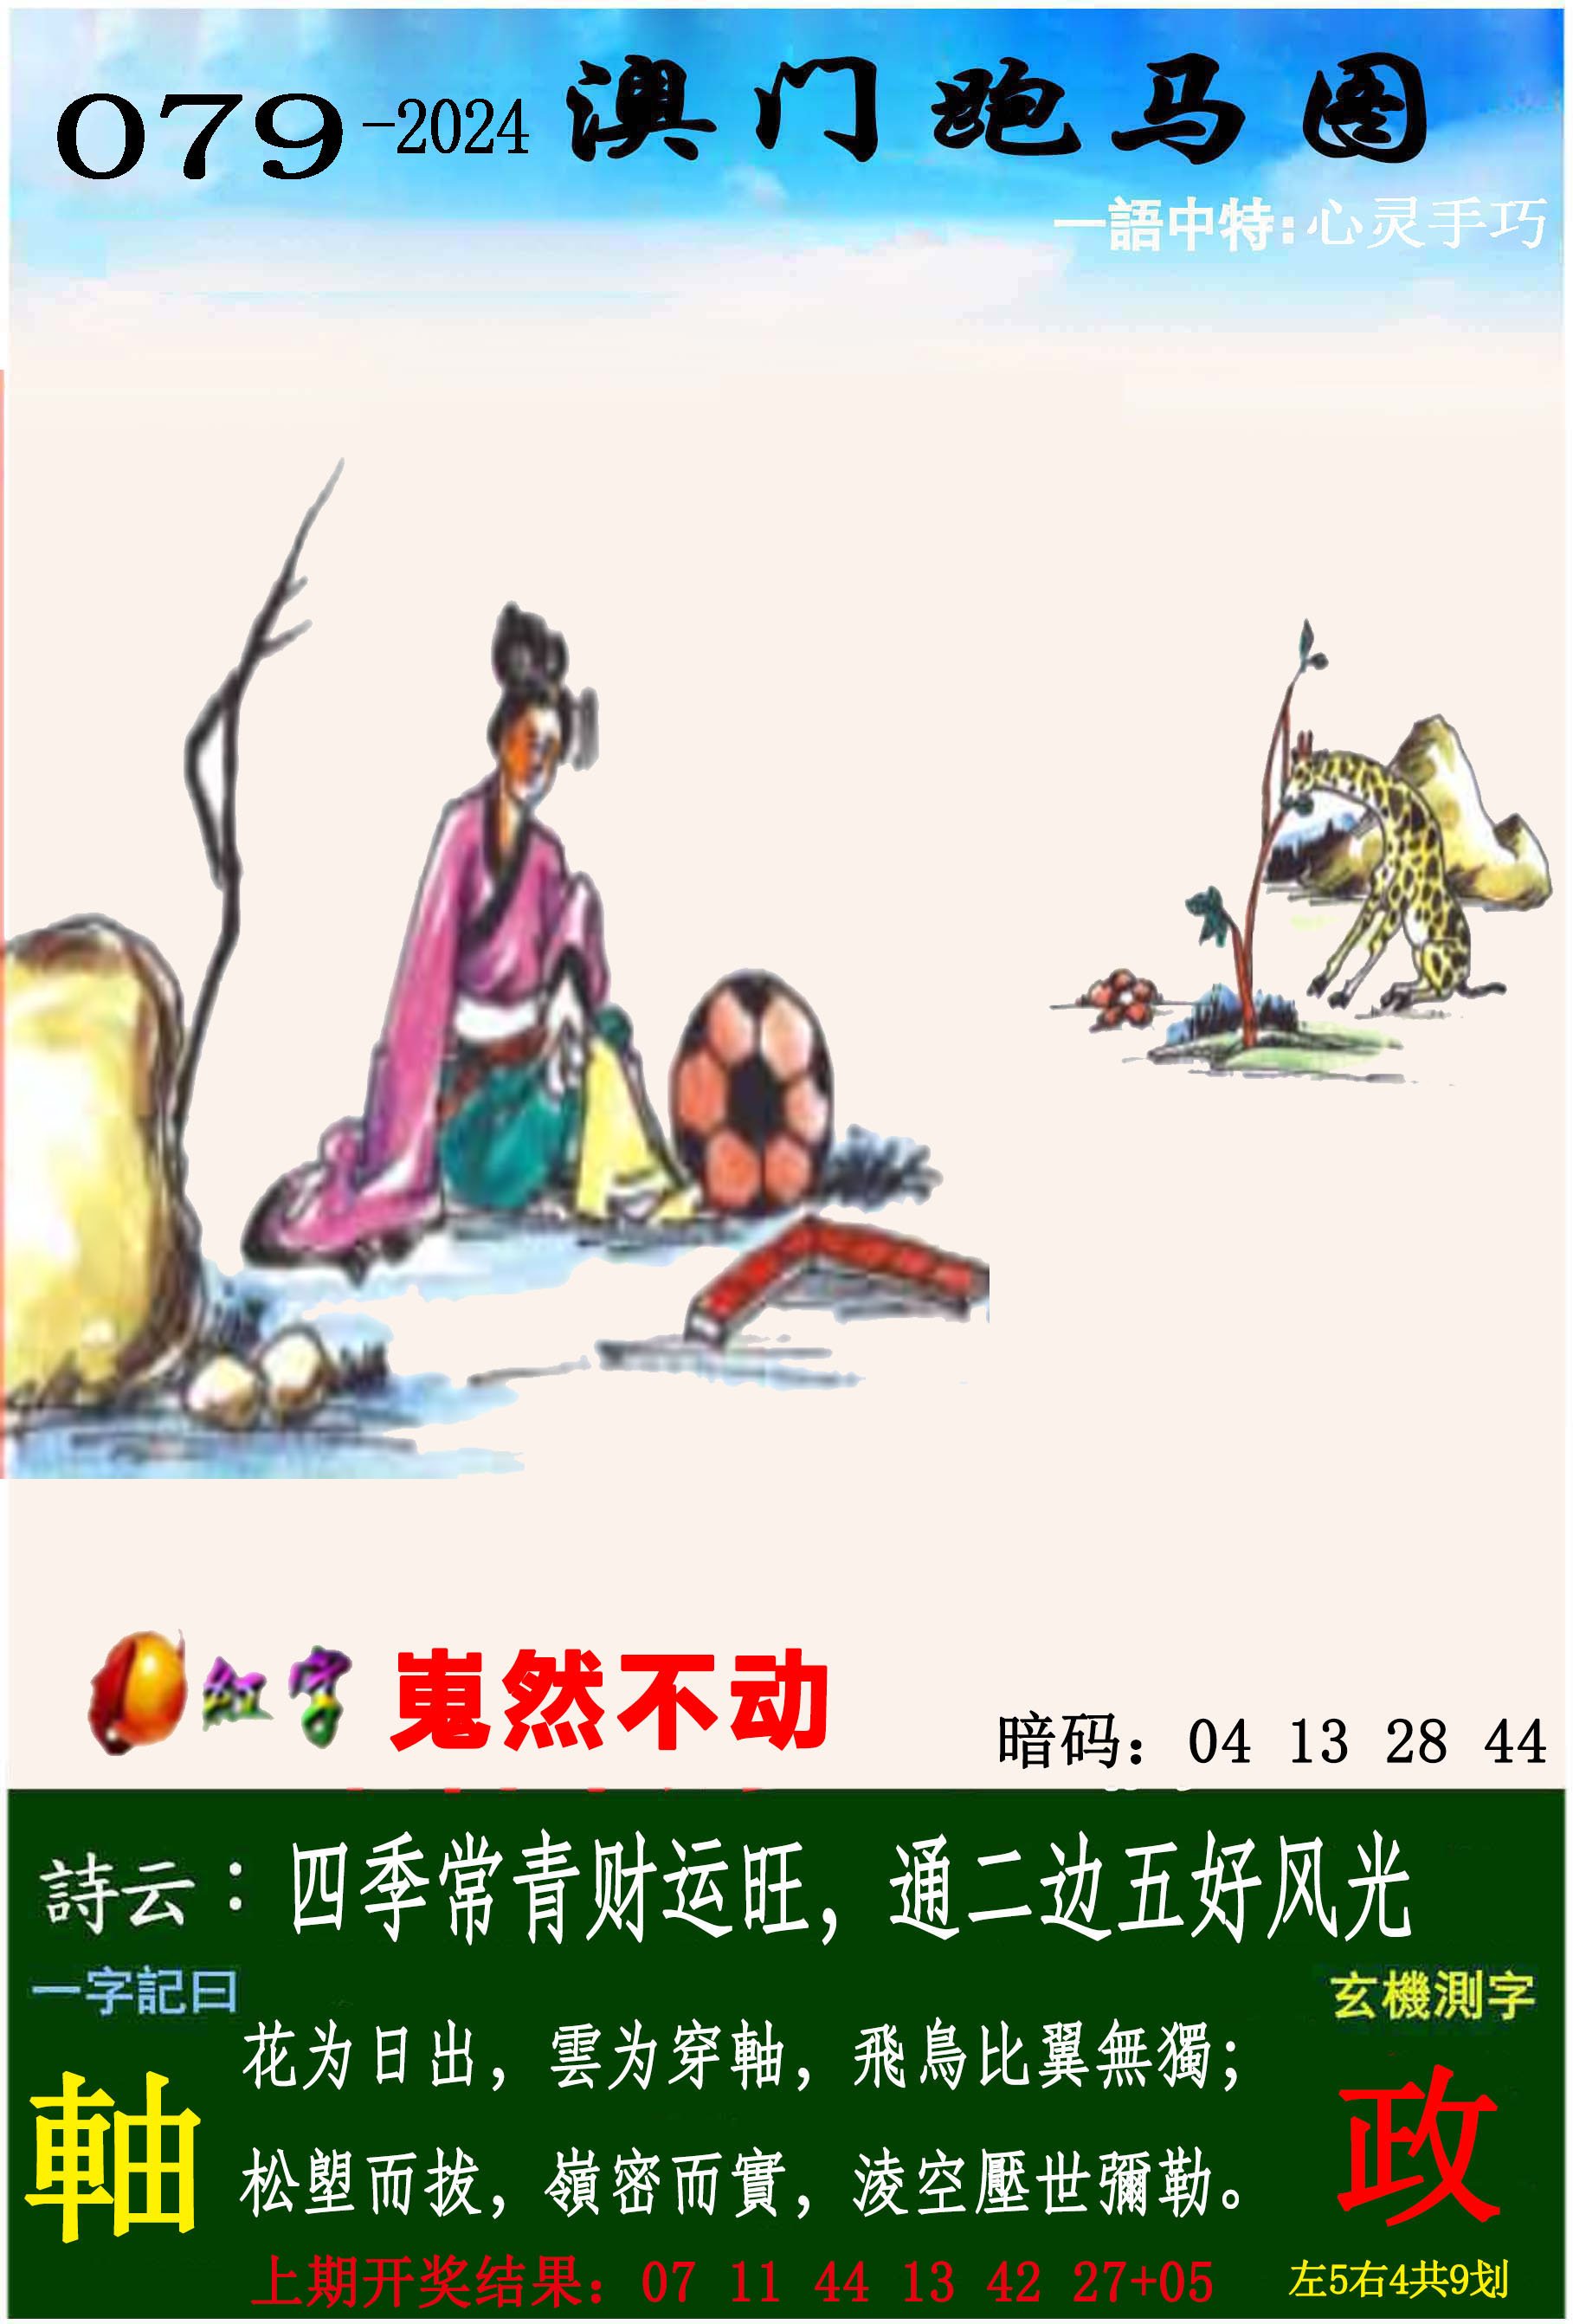 079-2024 澳门跑马图
一語中特:心灵手巧
红字 嵬然不动
暗码：04 13 28 44
詩云：四季常青财运旺，通二边五好风光
一字記曰
玄機測字
花为日出，雲为穿軸，飛鳥比翼無獨；
軸
政
松塱而拔，嶺密而實，淩空壓世彌勒。
上期开奖结果：07 11 44 13 42 27+05
左5右4共9划